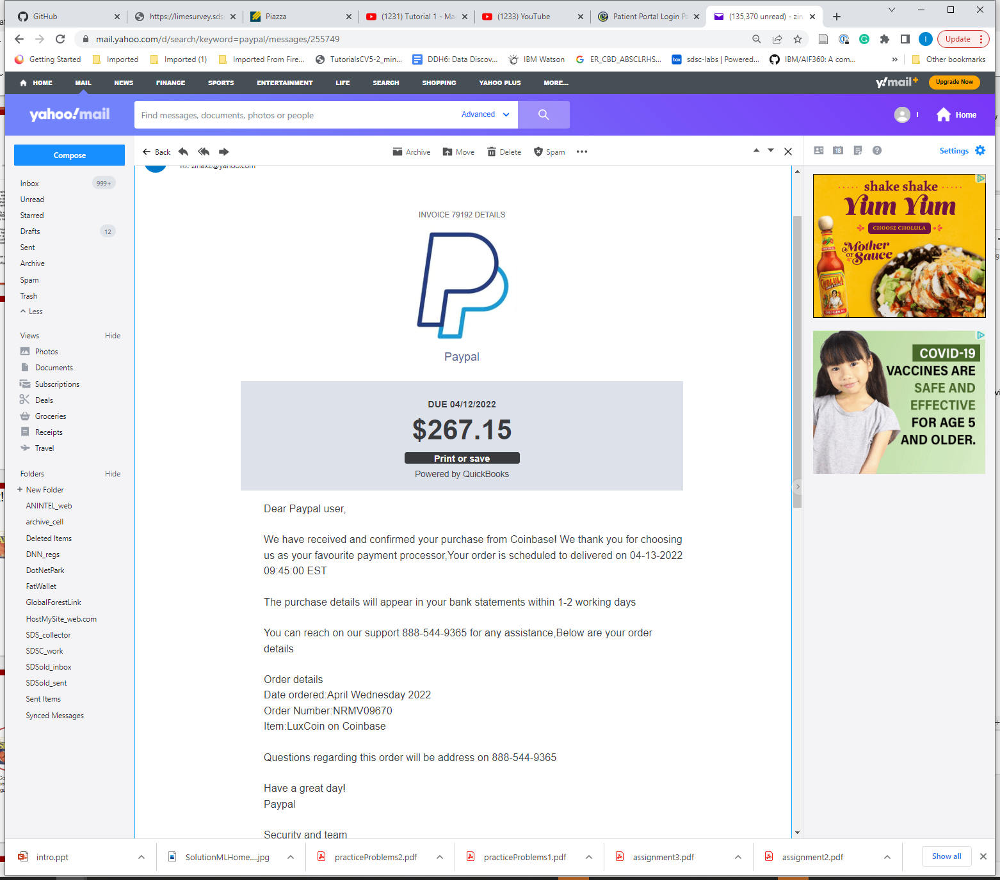 GitHub
https://limesurvey.sds
Piazza
(1231) Tutorial 1 - Ma
(1233) YouTube
Patient Portal Login Pa
(135,370 unread) - zin
mail.yahoo.com/d/search/keyword=paypal/messages/255749
I
Update
Getting Started
Imported
Imported (1)
Imported From Fire...
TutorialsCV5-2_min...
DDH6: Data Discov...
IBM Watson
ER_CBD_ABSCLRHS...
box
sdsc-labs | Powered...
IBM/AIF360: A com...
»
Other bookmarks
HOME
MAIL
NEWS
FINANCE
SPORTS
ENTERTAINMENT
LIFE
SEARCH
SHOPPING
YAHOO PLUS
MORE...
y!mail+
Upgrade Now
yahoo!mail
Find messages, documents, photos or people
Advanced
I
Home
Compose
Back
Archive
Move
Delete
Spam
18
Settings
To: zinax2@yahoo.com
Inbox
999+
Unread
Starred
Drafts
12
Sent
Archive
Spam
Trash
Less
Views
Hide
Photos
Documents
Subscriptions
Deals
Groceries
Receipts
Travel
Folders
Hide
+ New Folder
ANINTEL_web
archive_cell
Deleted Items
DNN_regs
DotNetPark
FatWallet
GlobalForestLink
HostMySite_web.com
SDS_collector
SDSC_work
SDSold_inbox
SDSold_sent
Sent Items
Synced Messages
INVOICE 79192 DETAILS
Paypal
DUE 04/12/2022
$267.15
Print or save
Powered by QuickBooks
Dear Paypal user,
We have received and confirmed your purchase from Coinbase! We thank you for choosing
us as your favourite payment processor,Your order is scheduled to delivered on 04-13-2022
09:45:00 EST
The purchase details will appear in your bank statements within 1-2 working days
You can reach on our support 888-544-9365 for any assistance,Below are your order
details
Order details
Date ordered:April Wednesday 2022
Order Number:NRMV09670
Item:LuxCoin on Coinbase
Questions regarding this order will be address on 888-544-9365
Have a great day!
Paypal
Security and team
shake shake
Yum Yum
CHOOSE CHOLULA
Mother
OF Sauce
CHOLULA
ORIGINAL
COVID-19
VACCINES ARE
SAFE AND
EFFECTIVE
FOR AGE 5
AND OLDER.
intro.ppt
SolutionMLHome....jpg
practiceProblems2.pdf
practiceProblems1.pdf
assignment3.pdf
assignment2.pdf
Show all